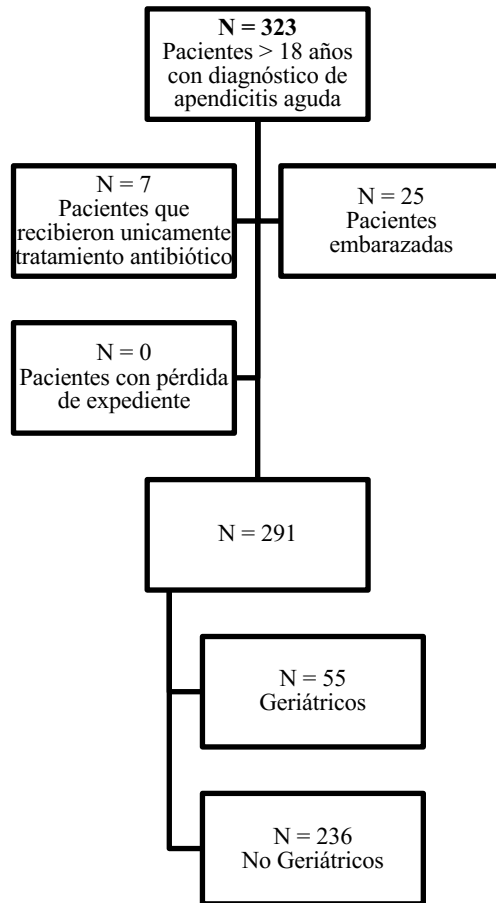 N = 323
Pacientes > 18 años
con diagnóstico de
apendicitis aguda
N = 7
Pacientes que
recibieron unicamente
tratamiento antibiótico
N = 25
Pacientes
embarazadas
N = 0
Pacientes con pérdida
de expediente
N = 291
N = 55
Geriátricos
N = 236
No Geriátricos